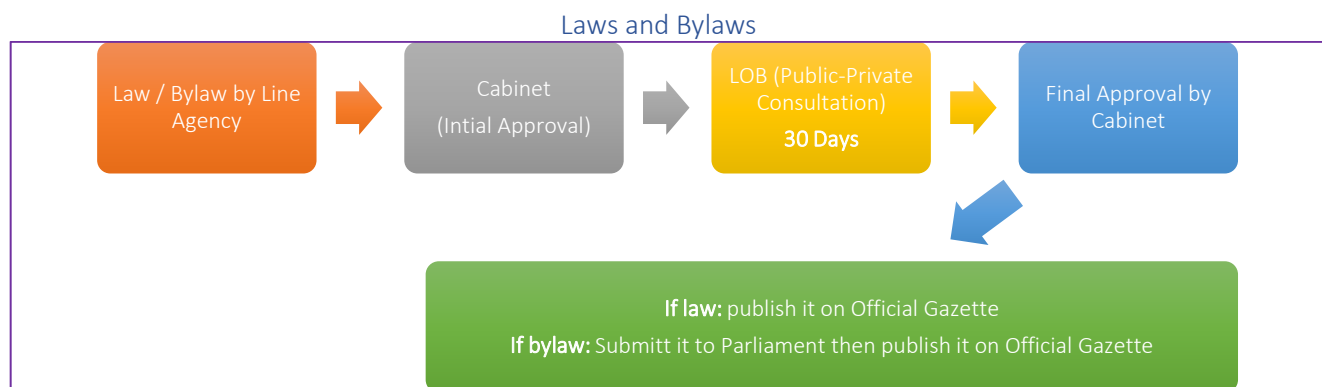 Laws and Bylaws
Law / Bylaw by Line
Agency
Cabinet
(Intial Approval)
LOB (Public-Private
Consultation)
30 Days
Final Approval by
Cabinet
If law: publish it on Official Gazette
If bylaw: Submitt it to Parliament then publish it on Official Gazette